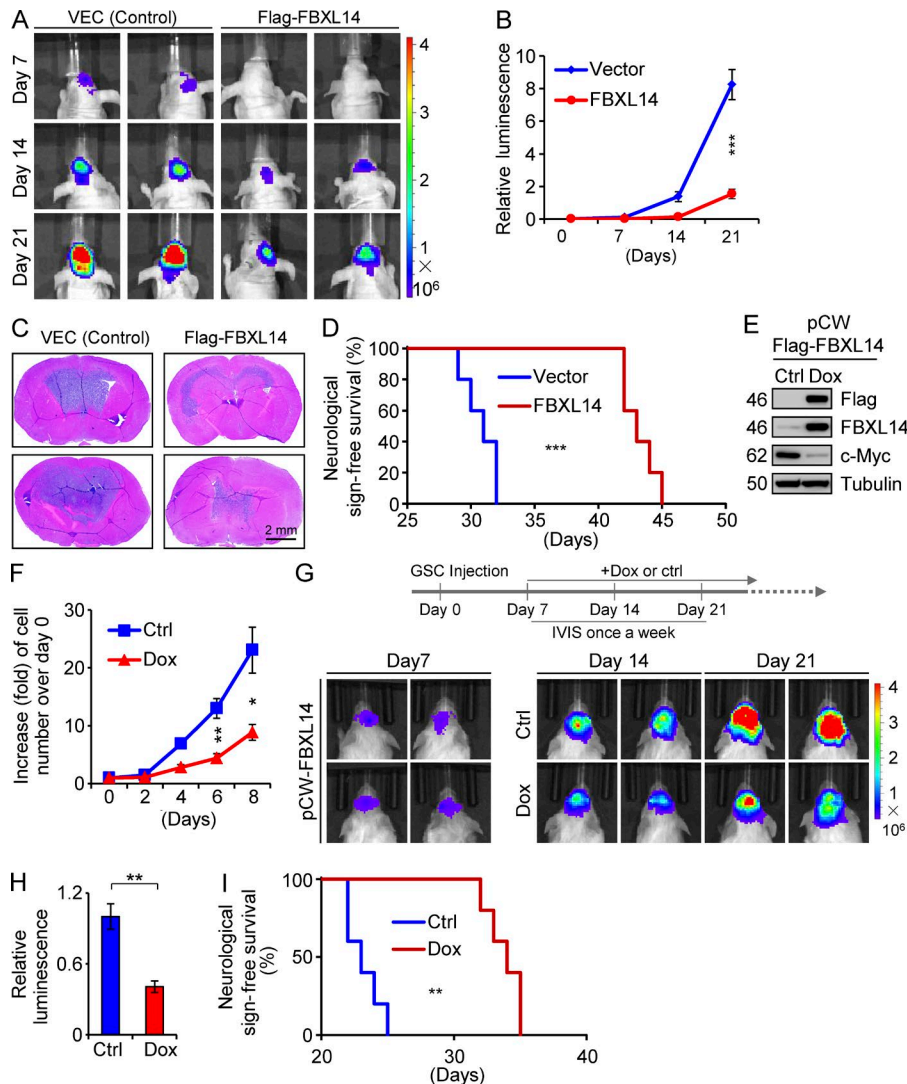 A
VEC (Control)
Flag-FBXL14
Day 7
Day 14
Day 21
4
3
2
1
×
10⁶
B
Relative luminescence
10
8
6
4
2
0
Vector
FBXL14
***
0 7 14 21
(Days)
C
VEC (Control)
Flag-FBXL14
2 mm
D
Neurological
sign-free survival (%)
100
80
60
40
20
0
Vector
FBXL14
***
25 30 35 40 45 50
(Days)
E
pCW
Flag-FBXL14
Ctrl Dox
46 Flag
46 FBXL14
62 c-Myc
50 Tubulin
F
Increase (fold) of cell
number over day 0
30
20
10
0
Ctrl
Dox
**
*
0 2 4 6 8
(Days)
G
GSC Injection
+Dox or ctrl
Day 0 Day 7 Day 14 Day 21
IVIS once a week
Day7
Day 14
Day 21
pCW-FBXL14
Ctrl
Dox
4
3
2
1
×
10⁶
H
Relative
luminescence
1.2
0.6
0
**
Ctrl Dox
I
Neurological
sign-free survival
(%)
100
50
0
Ctrl
Dox
**
20 30 40
(Days)